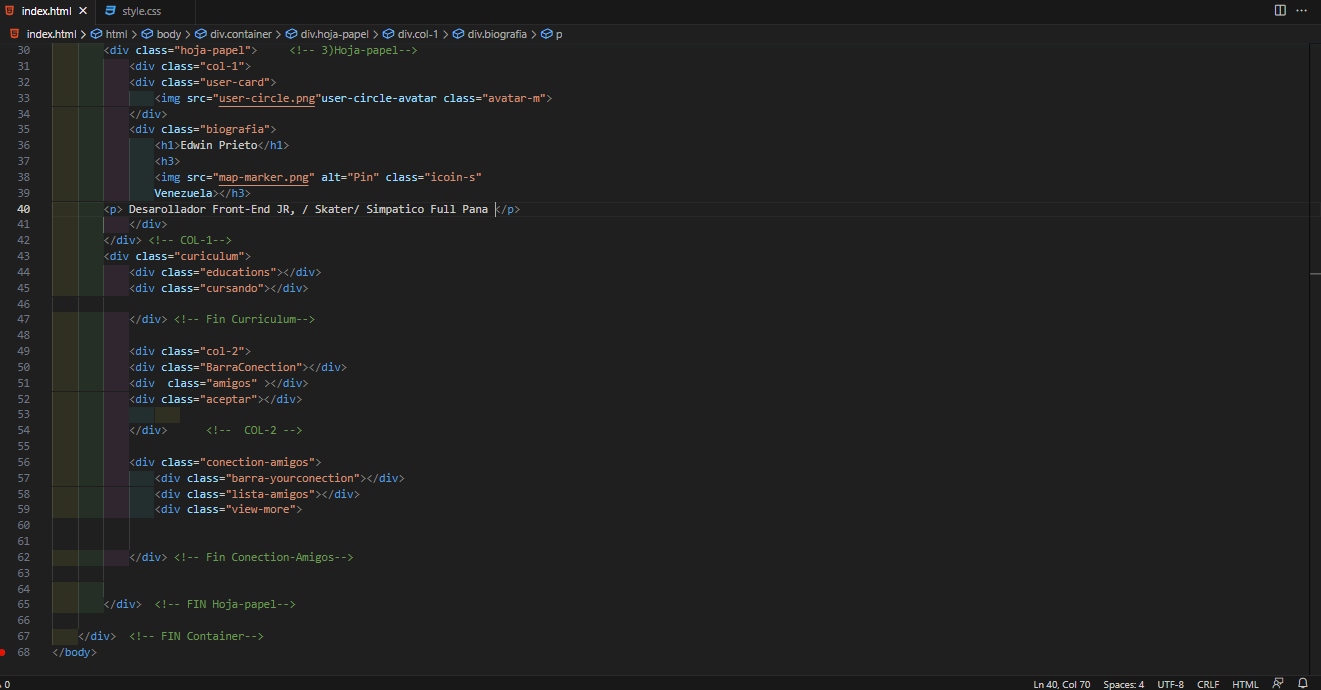 index.html × style.css
index.html > html > body > div.container > div.hoja-papel > div.col-1 > div.biografia > p
30 <div class="hoja-papel"> <!-- 3)Hoja-papel-->
31 <div class="col-1">
32 <div class="user-card">
33 <img src="user-circle.png"user-circle-avatar class="avatar-m">
34 </div>
35 <div class="biografia">
36 <h1>Edwin Prieto</h1>
37 <h3>
38 <img src="map-marker.png" alt="Pin" class="icoin-s"
39 Venezuela></h3>
40 <p> Desarollador Front-End JR, / Skater/ Simpatico Full Pana </p>
41 </div>
42 </div> <!-- COL-1-->
43 <div class="curiculum">
44 <div class="educations"></div>
45 <div class="cursando"></div>
46
47 </div> <!-- Fin Curriculum-->
48
49 <div class="col-2">
50 <div class="BarraConection"></div>
51 <div  class="amigos" ></div>
52 <div class="aceptar"></div>
53
54 </div> <!--  COL-2 -->
55
56 <div class="conection-amigos">
57 <div class="barra-yourconection"></div>
58 <div class="lista-amigos"></div>
59 <div class="view-more">
60
61
62 </div> <!-- Fin Conection-Amigos-->
63
64
65 </div>  <!-- FIN Hoja-papel-->
66
67 </div>  <!-- FIN Container-->
68 </body>
0 Ln 40, Col 70 Spaces: 4 UTF-8 CRLF HTML